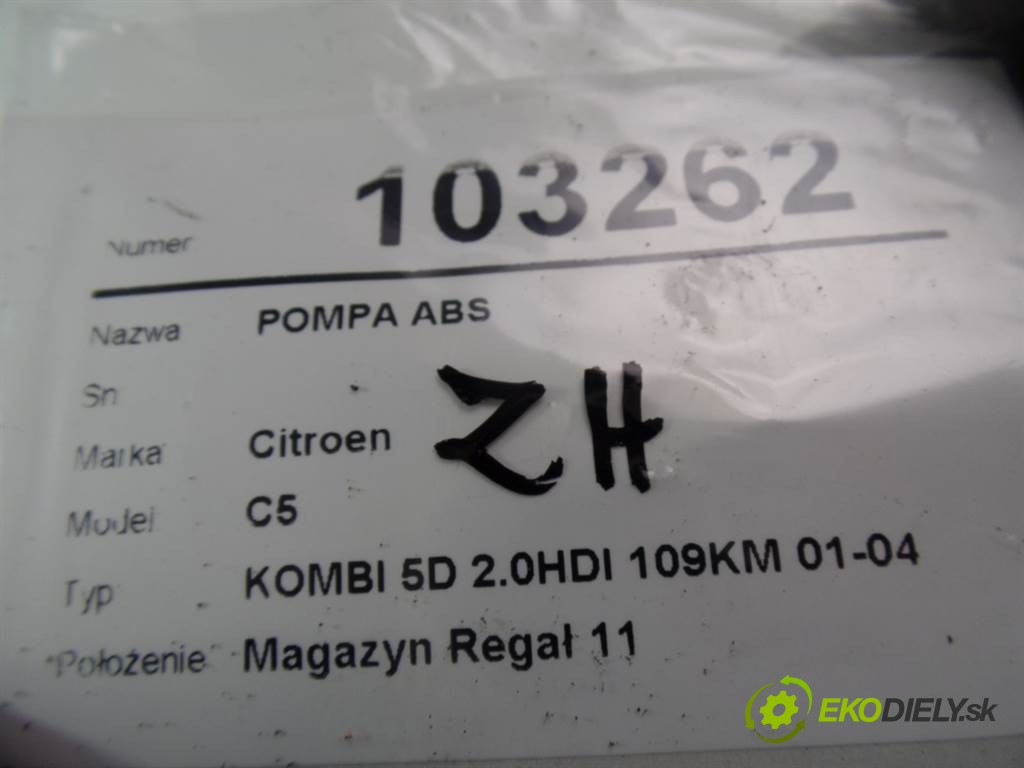 Numer 103262
Nazwa POMPA ABS
Sn
Marka Citroen ZH
Model C5
Typ KOMBI 5D 2.0HDI 109KM 01-04
Położenie Magazyn Regał 11
EKODIELY.sk